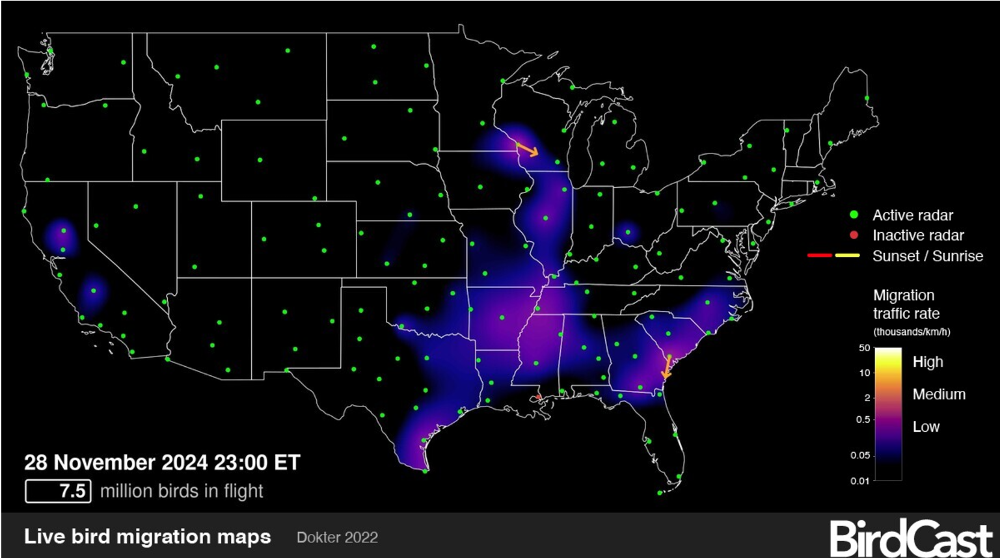 Active radar
Inactive radar
Sunset / Sunrise
Migration
traffic rate
(thousands/km/h)
50
High
10
2
Medium
0.5
Low
0.05
0.01
28 November 2024 23:00 ET
7.5 million birds in flight
Live bird migration maps Dokter 2022
BirdCast